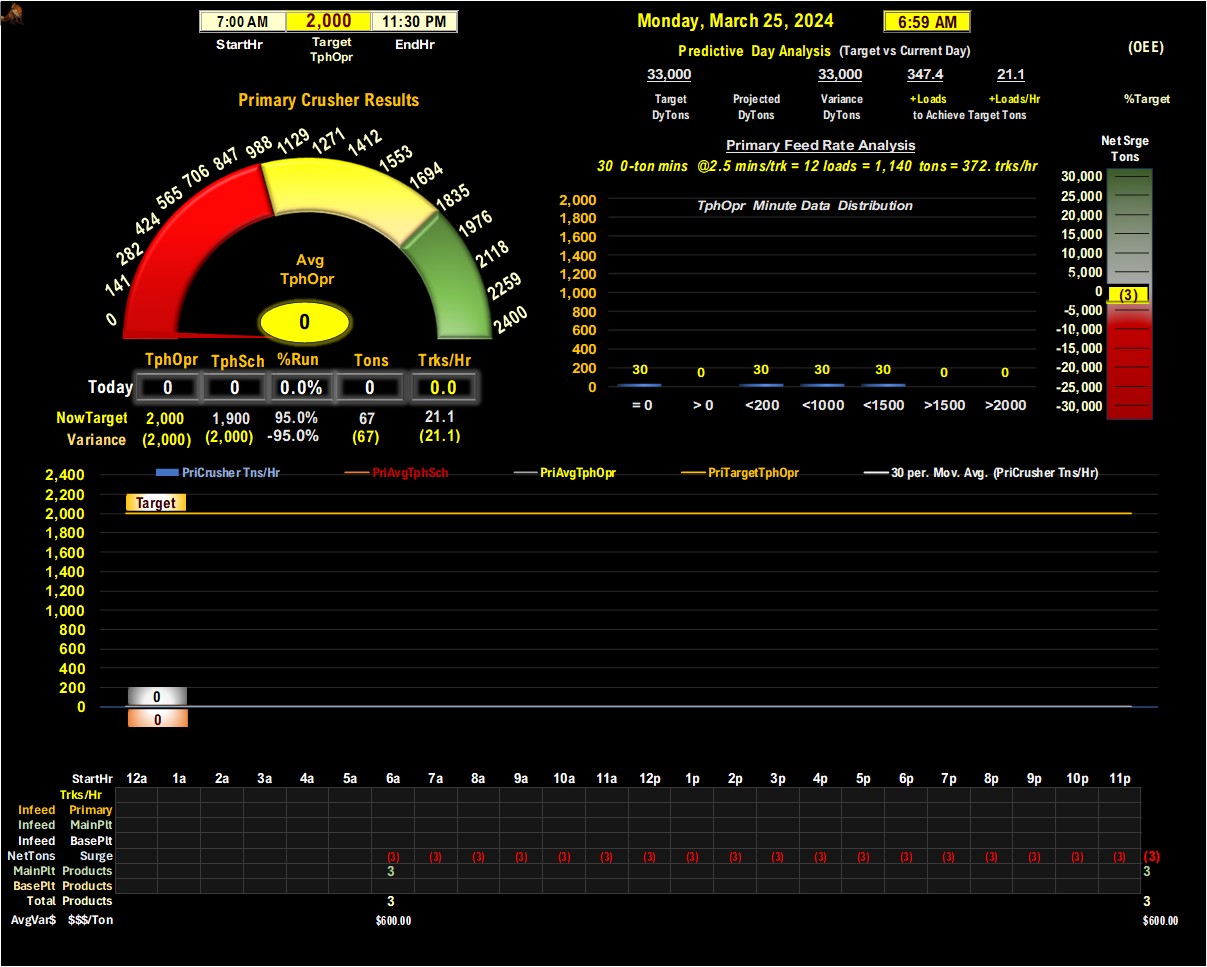 7:00 AM 2,000 11:30 PM
StartHr Target TphOpr EndHr
Monday, March 25, 2024 6:59 AM
Predictive Day Analysis (Target vs Current Day)
(OEE)
33,000 33,000 347.4 21.1
Target DyTons Projected DyTons Variance DyTons +Loads +Loads/Hr to Achieve Target Tons
%Target
Primary Crusher Results
0 141 282 424 565 706 847 988 1129 1271 1412 1553 1694 1835 1976 2118 2259 2400
Avg
TphOpr
0
Primary Feed Rate Analysis
30 0-ton mins @2.5 mins/trk = 12 loads = 1,140 tons = 372. trks/hr
TphOpr Minute Data Distribution
2,000
1,800
1,600
1,400
1,200
1,000
800
600
400
200
0
30 0 30 30 30 0 0
= 0 > 0 <200 <1000 <1500 >1500 >2000
Net Srge
Tons
30,000
25,000
20,000
15,000
10,000
5,000
0
(3)
-5,000
-10,000
-15,000
-20,000
-25,000
-30,000
TphOpr TphSch %Run Tons Trks/Hr
Today 0 0 0.0% 0 0.0
NowTarget 2,000 1,900 95.0% 67 21.1
Variance (2,000) (2,000) -95.0% (67) (21.1)
PriCrusher Tns/Hr PriAvgTphSch PriAvgTphOpr PriTargetTphOpr 30 per. Mov. Avg. (PriCrusher Tns/Hr)
2,400
2,200
2,000
1,800
1,600
1,400
1,200
1,000
800
600
400
200
0
Target
0
0
StartHr 12a 1a 2a 3a 4a 5a 6a 7a 8a 9a 10a 11a 12p 1p 2p 3p 4p 5p 6p 7p 8p 9p 10p 11p
Trks/Hr
Infeed Primary
Infeed MainPlt
Infeed BasePlt
NetTons Surge (3) (3) (3) (3) (3) (3) (3) (3) (3) (3) (3) (3) (3) (3) (3) (3) (3) (3) (3)
MainPlt Products 3 3
BasePlt Products
Total Products 3 3
AvgVar$ $$$/Ton $600.00 $600.00